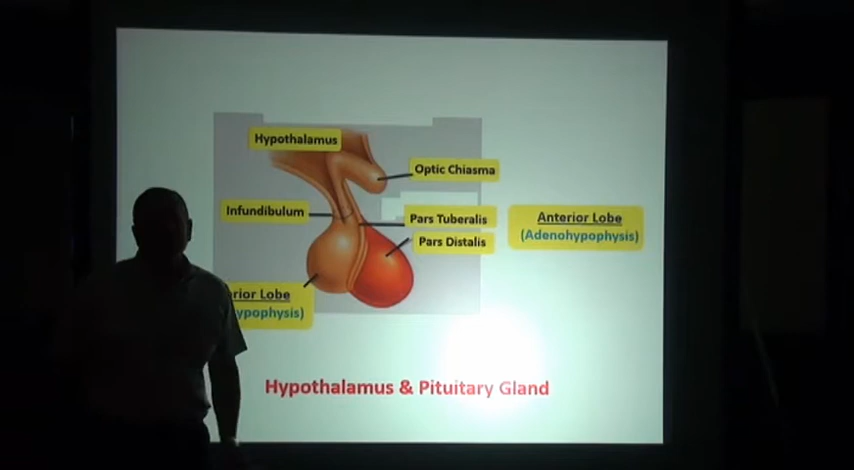 Hypothalamus
Optic Chiasma
Infundibulum
Pars Tuberalis
Pars Distalis
Anterior Lobe
(Adenohypophysis)
rior Lobe
ypophysis)
Hypothalamus & Pituitary Gland